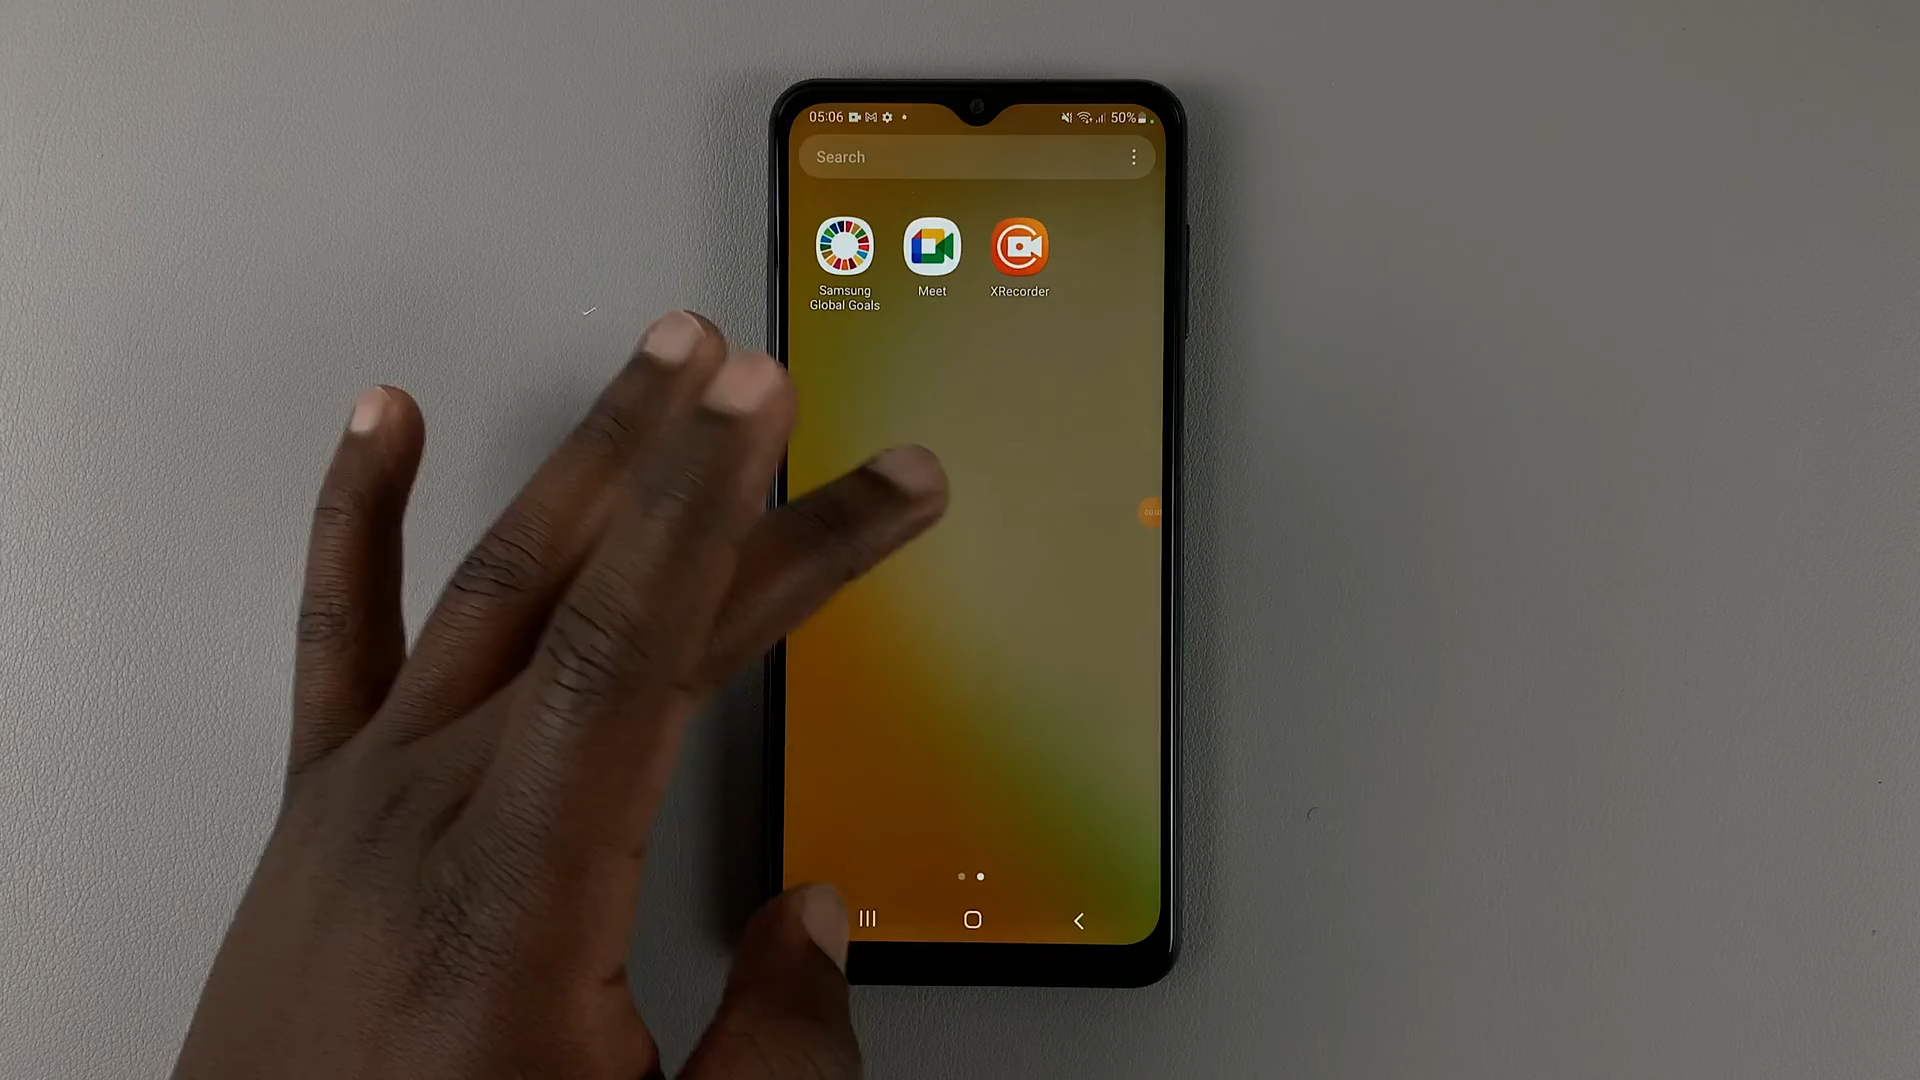 05:06
50%
Search
Samsung
Global Goals
Meet
XRecorder